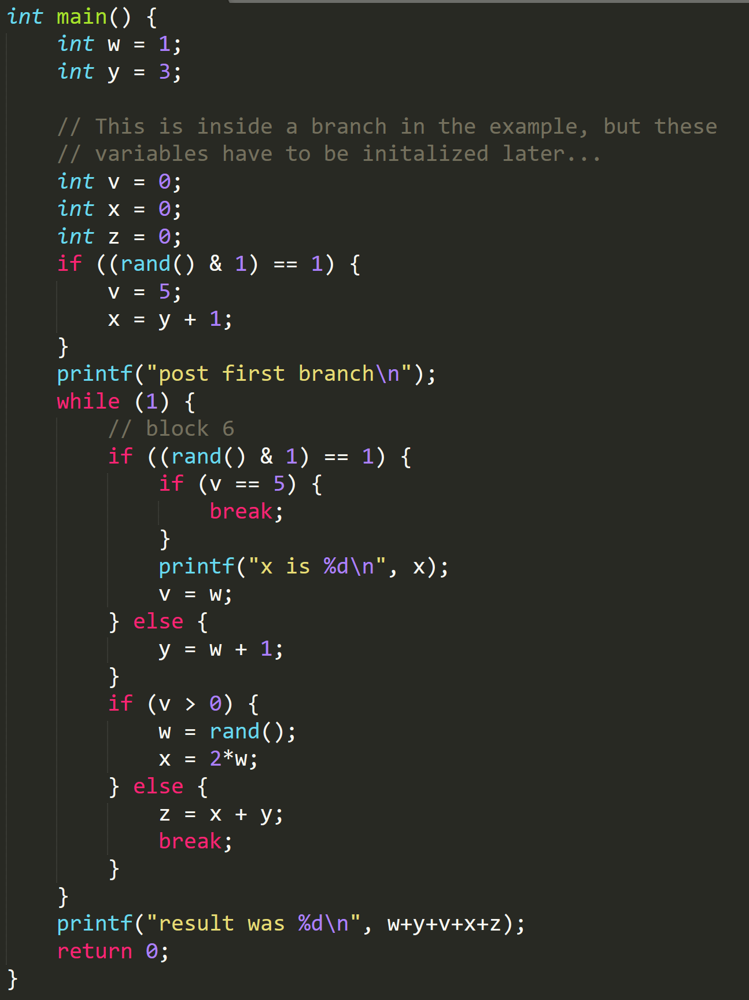 int main() {
    int w = 1;
    int y = 3;

    // This is inside a branch in the example, but these
    // variables have to be initalized later...
    int v = 0;
    int x = 0;
    int z = 0;
    if ((rand() & 1) == 1) {
        v = 5;
        x = y + 1;
    }
    printf("post first branch\n");
    while (1) {
        // block 6
        if ((rand() & 1) == 1) {
            if (v == 5) {
                break;
            }
            printf("x is %d\n", x);
            v = w;
        } else {
            y = w + 1;
        }
        if (v > 0) {
            w = rand();
            x = 2*w;
        } else {
            z = x + y;
            break;
        }
    }
    printf("result was %d\n", w+y+v+x+z);
    return 0;
}